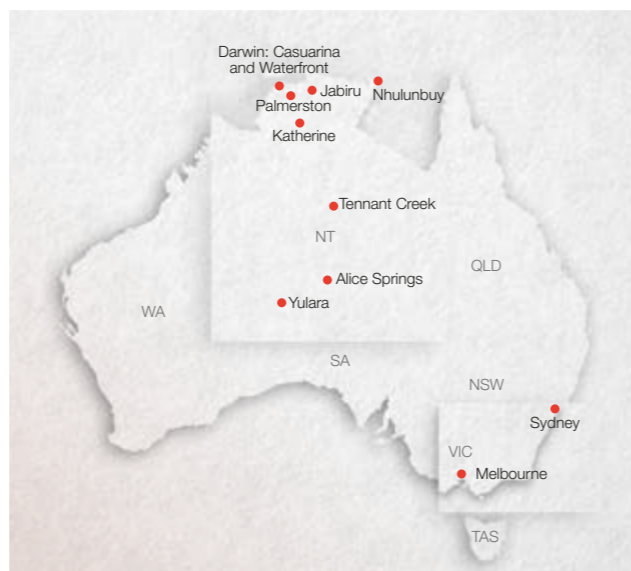 Darwin: Casuarina
and Waterfront
Jabiru
Nhulunbuy
Palmerston
Katherine
Tennant Creek
NT
QLD
Alice Springs
Yulara
WA
SA
NSW
Sydney
VIC
Melbourne
TAS